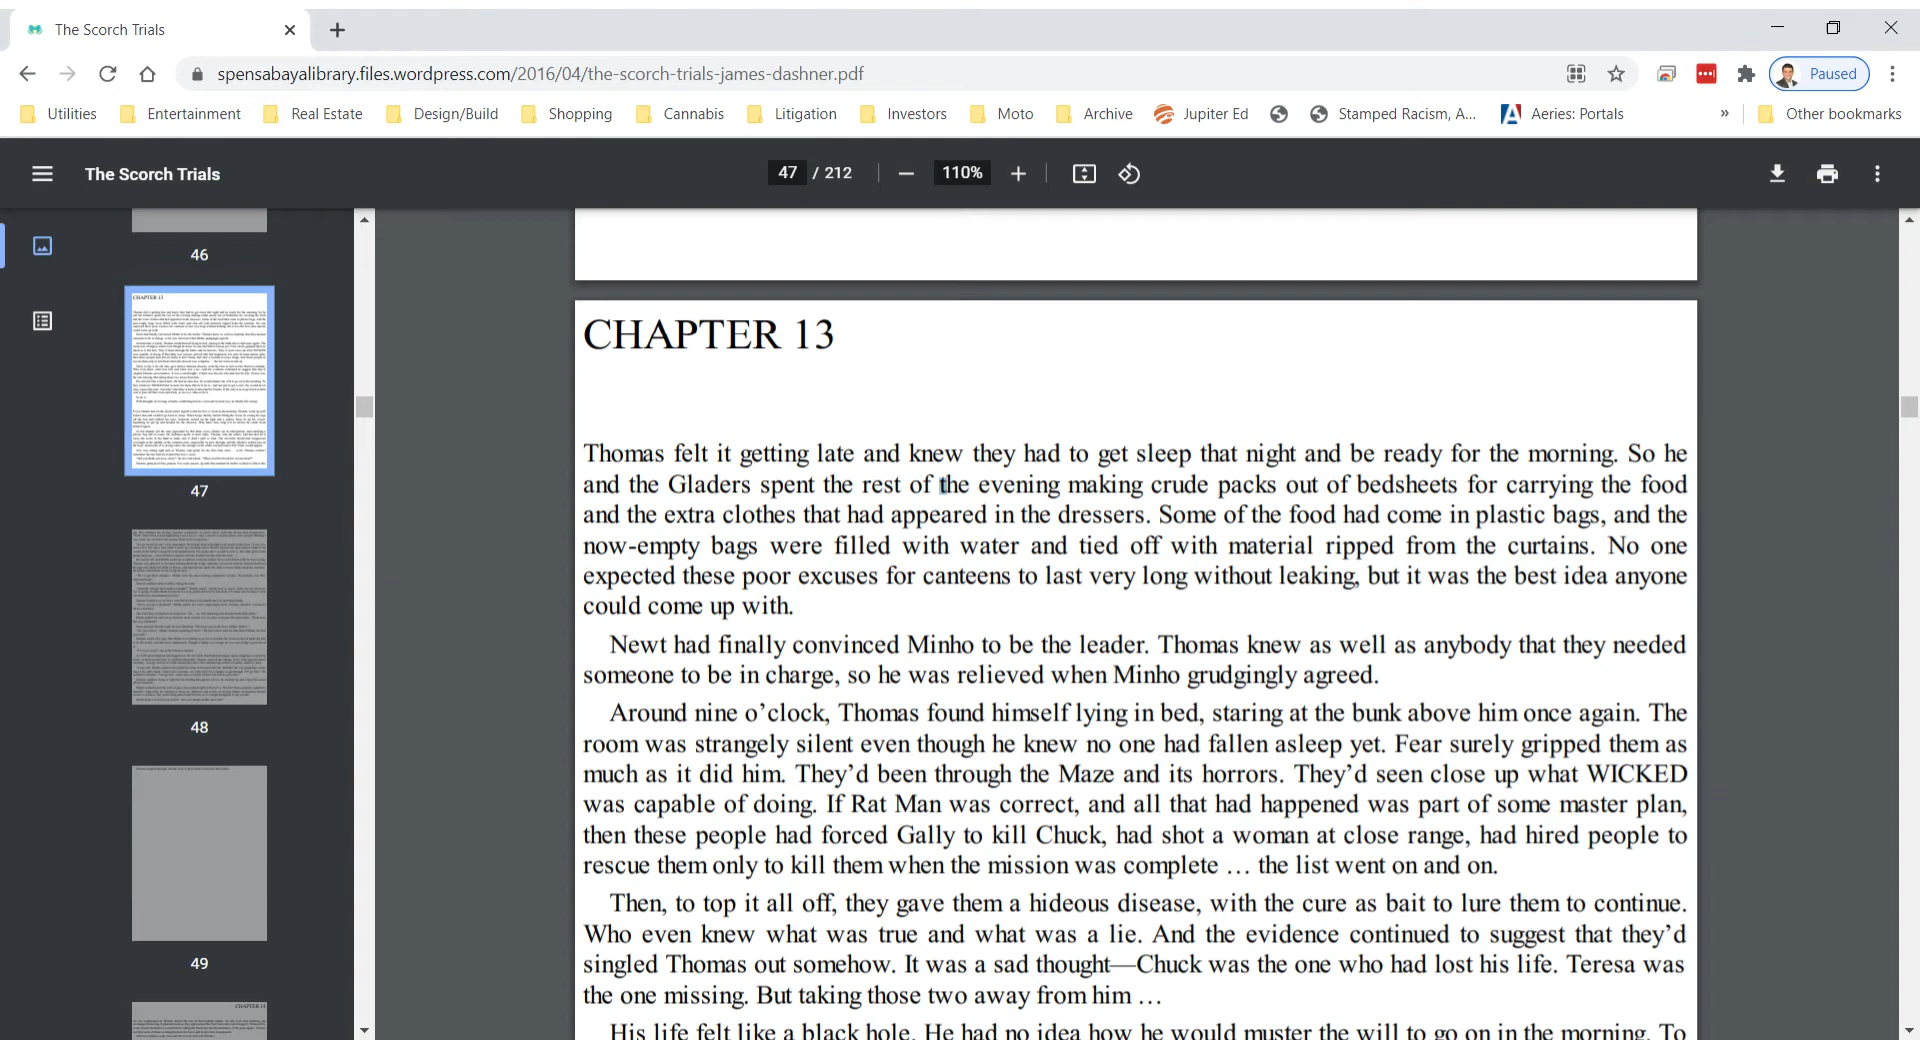 The Scorch Trials
spensabayalibrary.files.wordpress.com/2016/04/the-scorch-trials-james-dashner.pdf
Paused
Utilities Entertainment Real Estate Design/Build Shopping Cannabis Litigation Investors Moto Archive Jupiter Ed Stamped Racism, A... Aeries: Portals » Other bookmarks
The Scorch Trials 47 / 212 110%
46
CHAPTER 13
47
48
49
CHAPTER 14
CHAPTER 13
Thomas felt it getting late and knew they had to get sleep that night and be ready for the morning. So he
and the Gladers spent the rest of the evening making crude packs out of bedsheets for carrying the food
and the extra clothes that had appeared in the dressers. Some of the food had come in plastic bags, and the
now-empty bags were filled with water and tied off with material ripped from the curtains. No one
expected these poor excuses for canteens to last very long without leaking, but it was the best idea anyone
could come up with.
Newt had finally convinced Minho to be the leader. Thomas knew as well as anybody that they needed
someone to be in charge, so he was relieved when Minho grudgingly agreed.
Around nine o’clock, Thomas found himself lying in bed, staring at the bunk above him once again. The
room was strangely silent even though he knew no one had fallen asleep yet. Fear surely gripped them as
much as it did him. They’d been through the Maze and its horrors. They’d seen close up what WICKED
was capable of doing. If Rat Man was correct, and all that had happened was part of some master plan,
then these people had forced Gally to kill Chuck, had shot a woman at close range, had hired people to
rescue them only to kill them when the mission was complete … the list went on and on.
Then, to top it all off, they gave them a hideous disease, with the cure as bait to lure them to continue.
Who even knew what was true and what was a lie. And the evidence continued to suggest that they’d
singled Thomas out somehow. It was a sad thought—Chuck was the one who had lost his life. Teresa was
the one missing. But taking those two away from him …
His life felt like a black hole. He had no idea how he would muster the will to go on in the morning. To